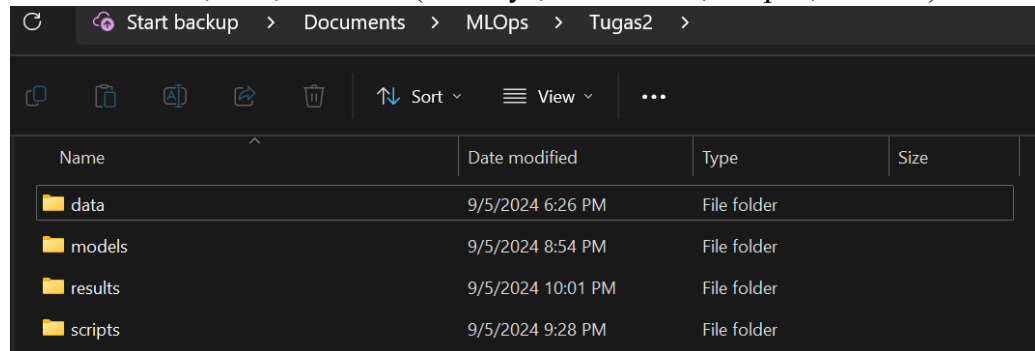 Start backup > Documents > MLOps > Tugas2 >
Sort View •••
Name Date modified Type Size
data 9/5/2024 6:26 PM File folder
models 9/5/2024 8:54 PM File folder
results 9/5/2024 10:01 PM File folder
scripts 9/5/2024 9:28 PM File folder